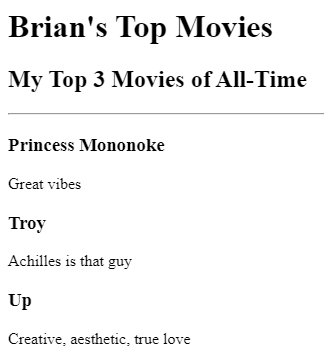 Brian's Top Movies
My Top 3 Movies of All-Time
Princess Mononoke
Great vibes
Troy
Achilles is that guy
Up
Creative, aesthetic, true love